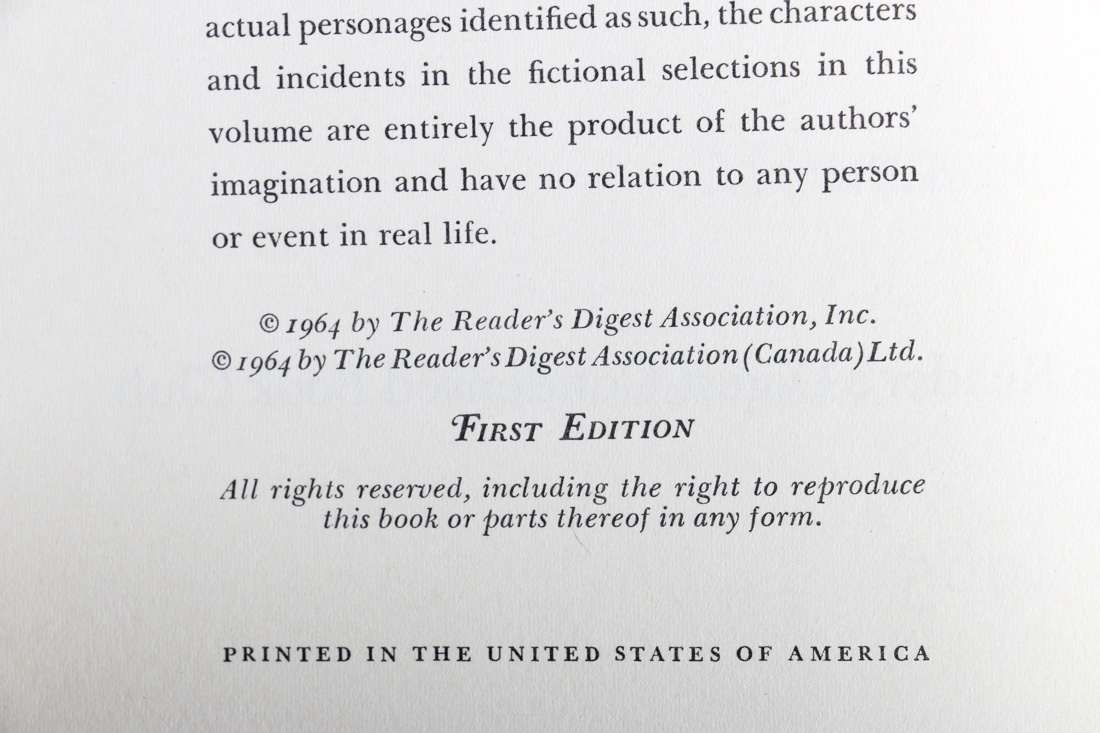 actual personages identified as such, the characters
and incidents in the fictional selections in this
volume are entirely the product of the authors’
imagination and have no relation to any person
or event in real life.
© 1964 by The Reader’s Digest Association, Inc.
© 1964 by The Reader’s Digest Association (Canada) Ltd.
First Edition
All rights reserved, including the right to reproduce
this book or parts thereof in any form.
PRINTED IN THE UNITED STATES OF AMERICA